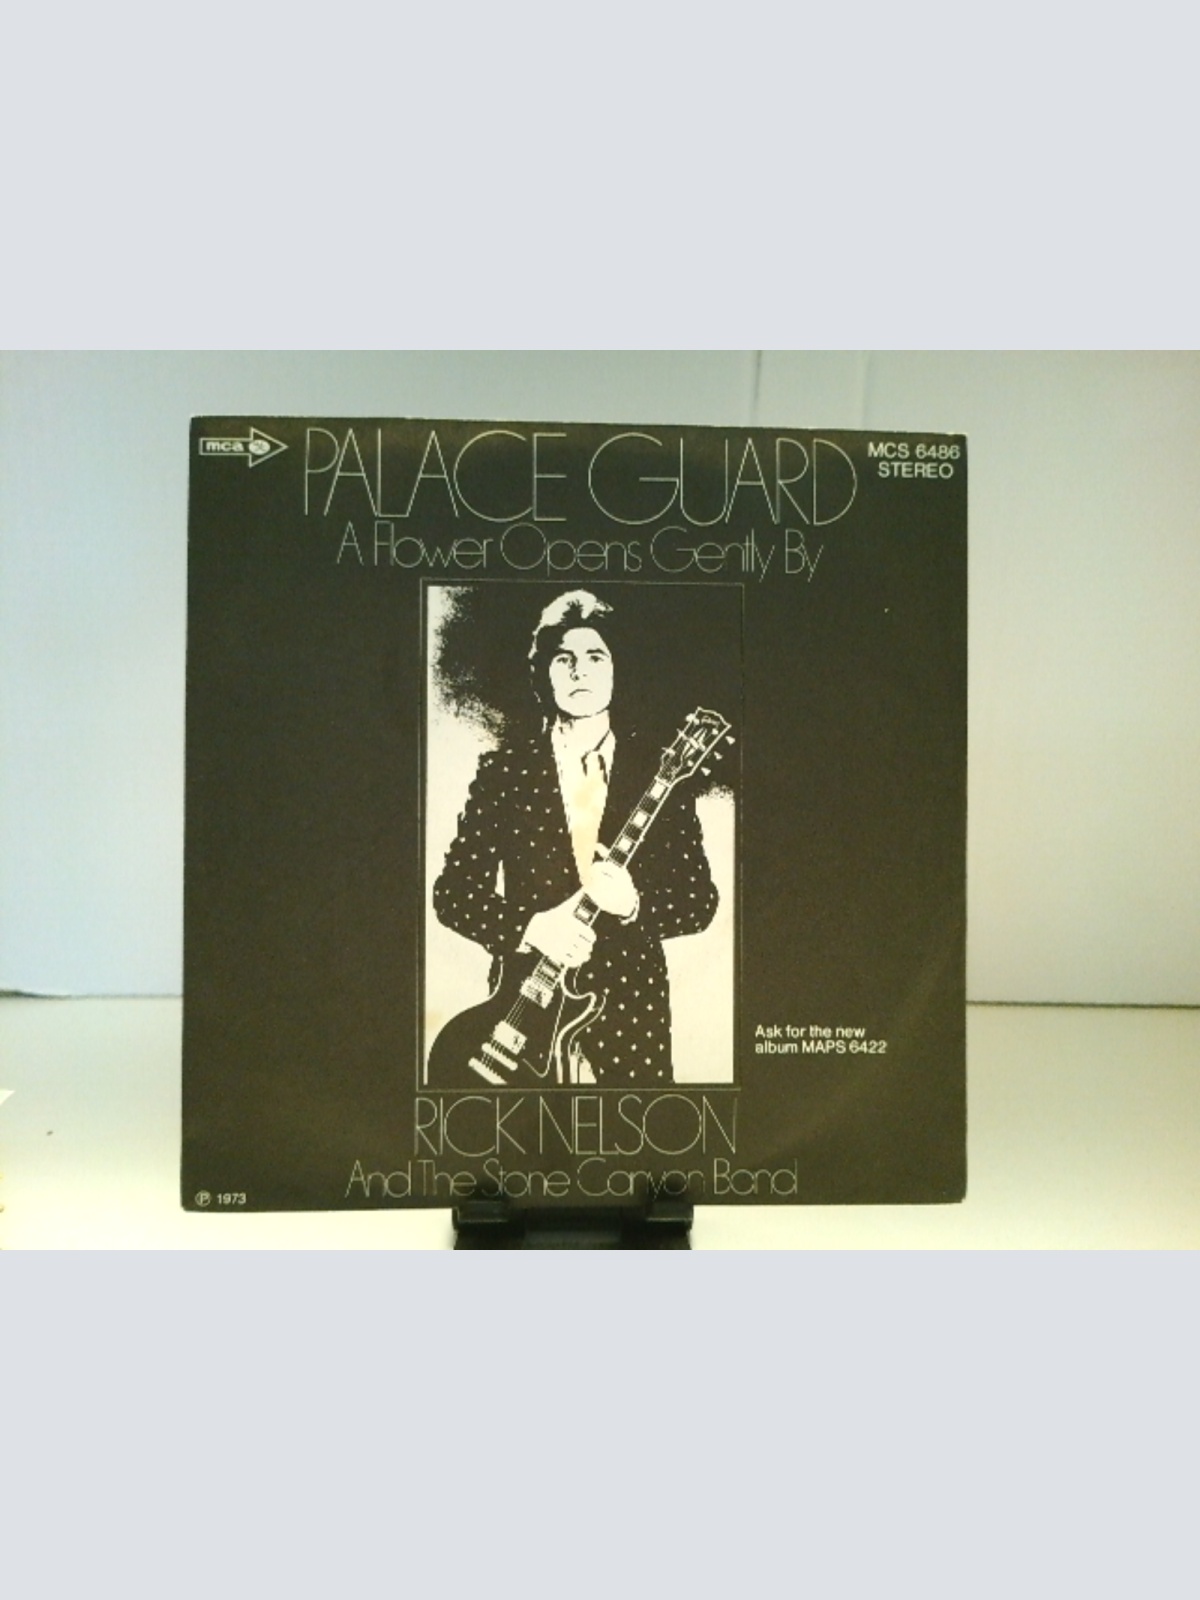 mca
PALACE GUARD
MCS 6486
STEREO
A Flower Opens Gently By
Gibson
Ask for the new
album MAPS 6422
RICK NELSON
And The Stone Canyon Band
℗ 1973